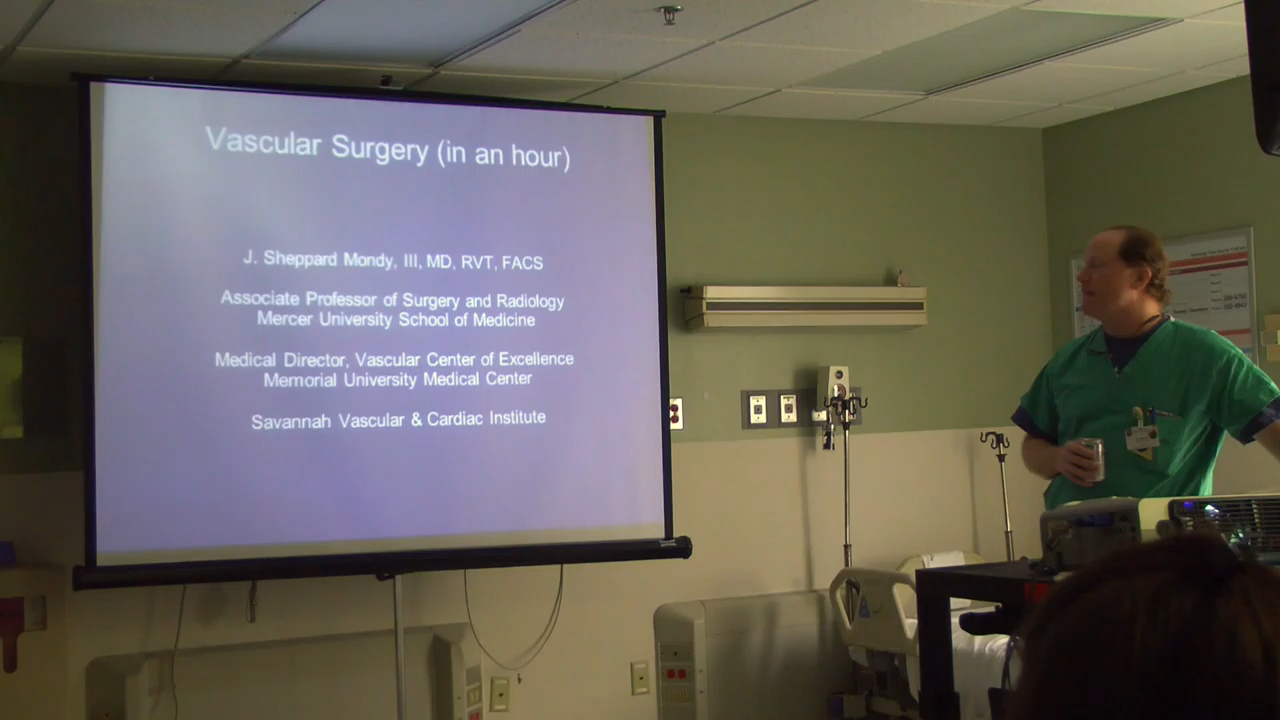 Vascular Surgery (in an hour)
J. Sheppard Mondy, III, MD, RVT, FACS
Associate Professor of Surgery and Radiology
Mercer University School of Medicine
Medical Director, Vascular Center of Excellence
Memorial University Medical Center
Savannah Vascular & Cardiac Institute